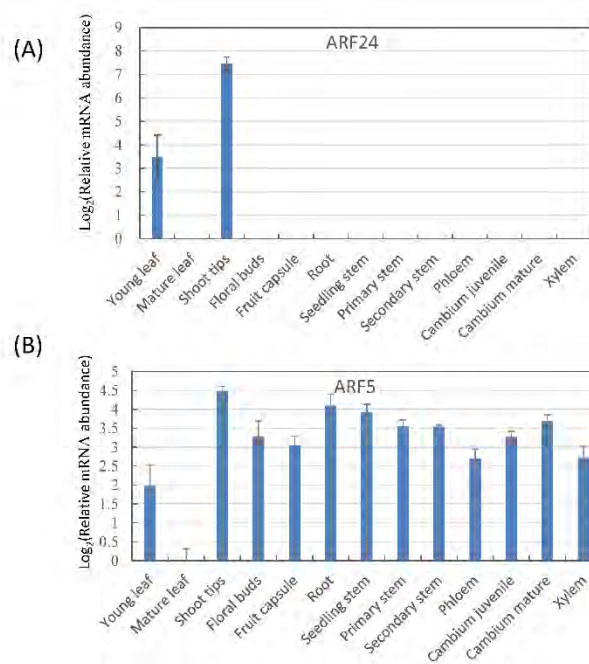 (A)
ARF24
Log₂(Relative mRNA abundance)
9
8
7
6
5
4
3
2
1
0
Young leaf
Mature leaf
Shoot tips
Floral buds
Fruit capsule
Root
Seedling stem
Primary stem
Secondary stem
Phloem
Cambium juvenile
Cambium mature
Xylem
(B)
ARF5
Log₂(Relative mRNA abundance)
5
4.5
4
3.5
3
2.5
2
1.5
1
0.5
0
Young leaf
Mature leaf
Shoot tips
Floral buds
Fruit capsule
Root
Seedling stem
Primary stem
Secondary stem
Phloem
Cambium juvenile
Cambium mature
Xylem